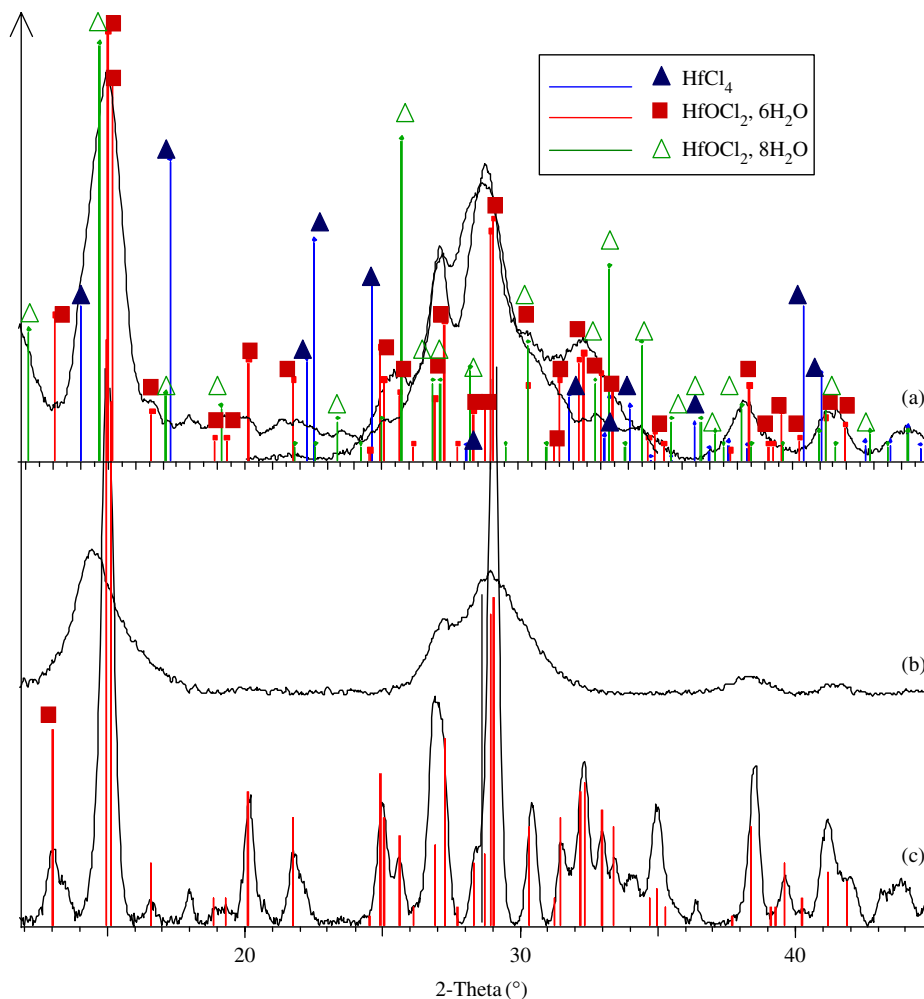 HfCl₄
HfOCl₂, 6H₂O
HfOCl₂, 8H₂O
(a)
(b)
(c)
20 30 40
2-Theta (°)